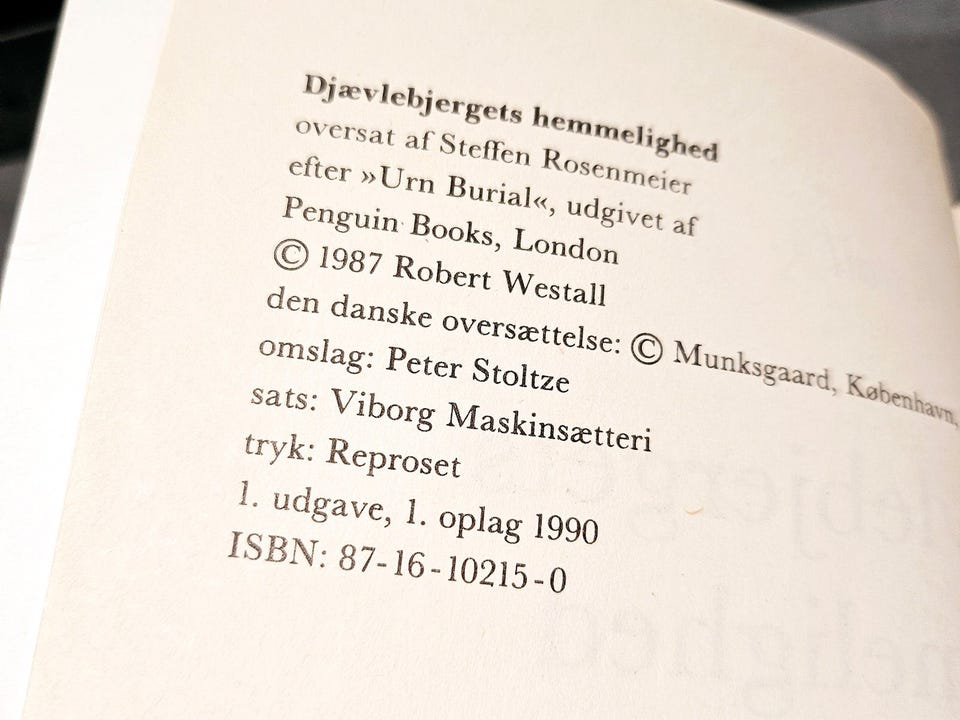 Djævlebjergets hemmelighed
oversat af Steffen Rosenmeier
efter »Urn Burial«, udgivet af
Penguin Books, London
© 1987 Robert Westall
den danske oversættelse: © Munksgaard, København,
omslag: Peter Stoltze
sats: Viborg Maskinsætteri
tryk: Reproset
1. udgave, 1. oplag 1990
ISBN: 87-16-10215-0